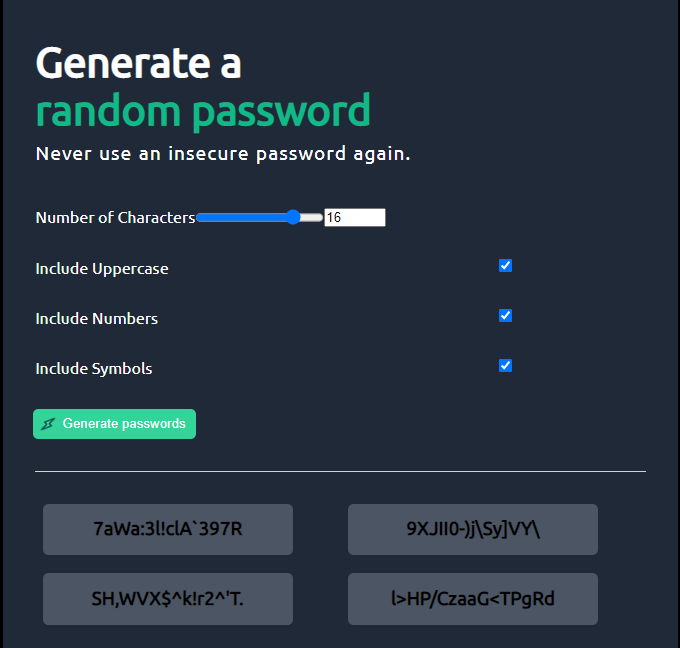 Generate a
random password
Never use an insecure password again.
Number of Characters 16
Include Uppercase
Include Numbers
Include Symbols
Generate passwords
7aWa:3l!clA`397R 9XJII0-)j\Sy]VY\
SH,WVX$^k!r2^'T. l>HP/CzaaG<TPgRd